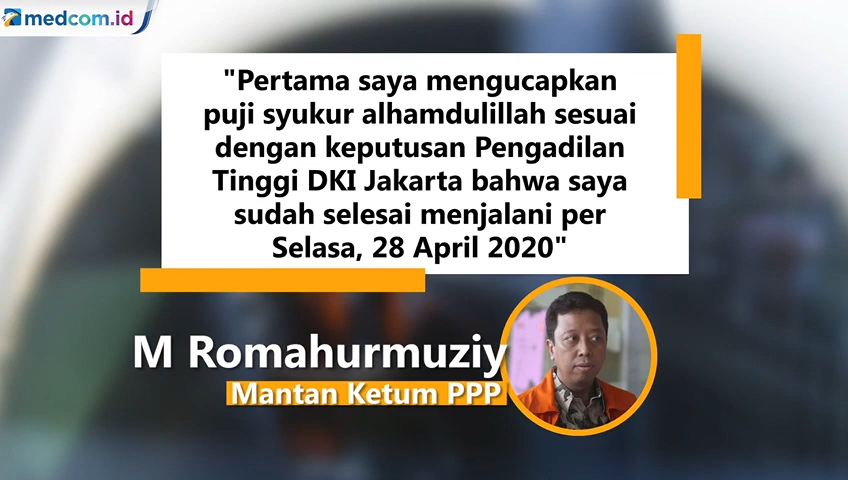 medcom.id
"Pertama saya mengucapkan
puji syukur alhamdulillah sesuai
dengan keputusan Pengadilan
Tinggi DKI Jakarta bahwa saya
sudah selesai menjalani per
Selasa, 28 April 2020"
M Romahurmuziy
Mantan Ketum PPP